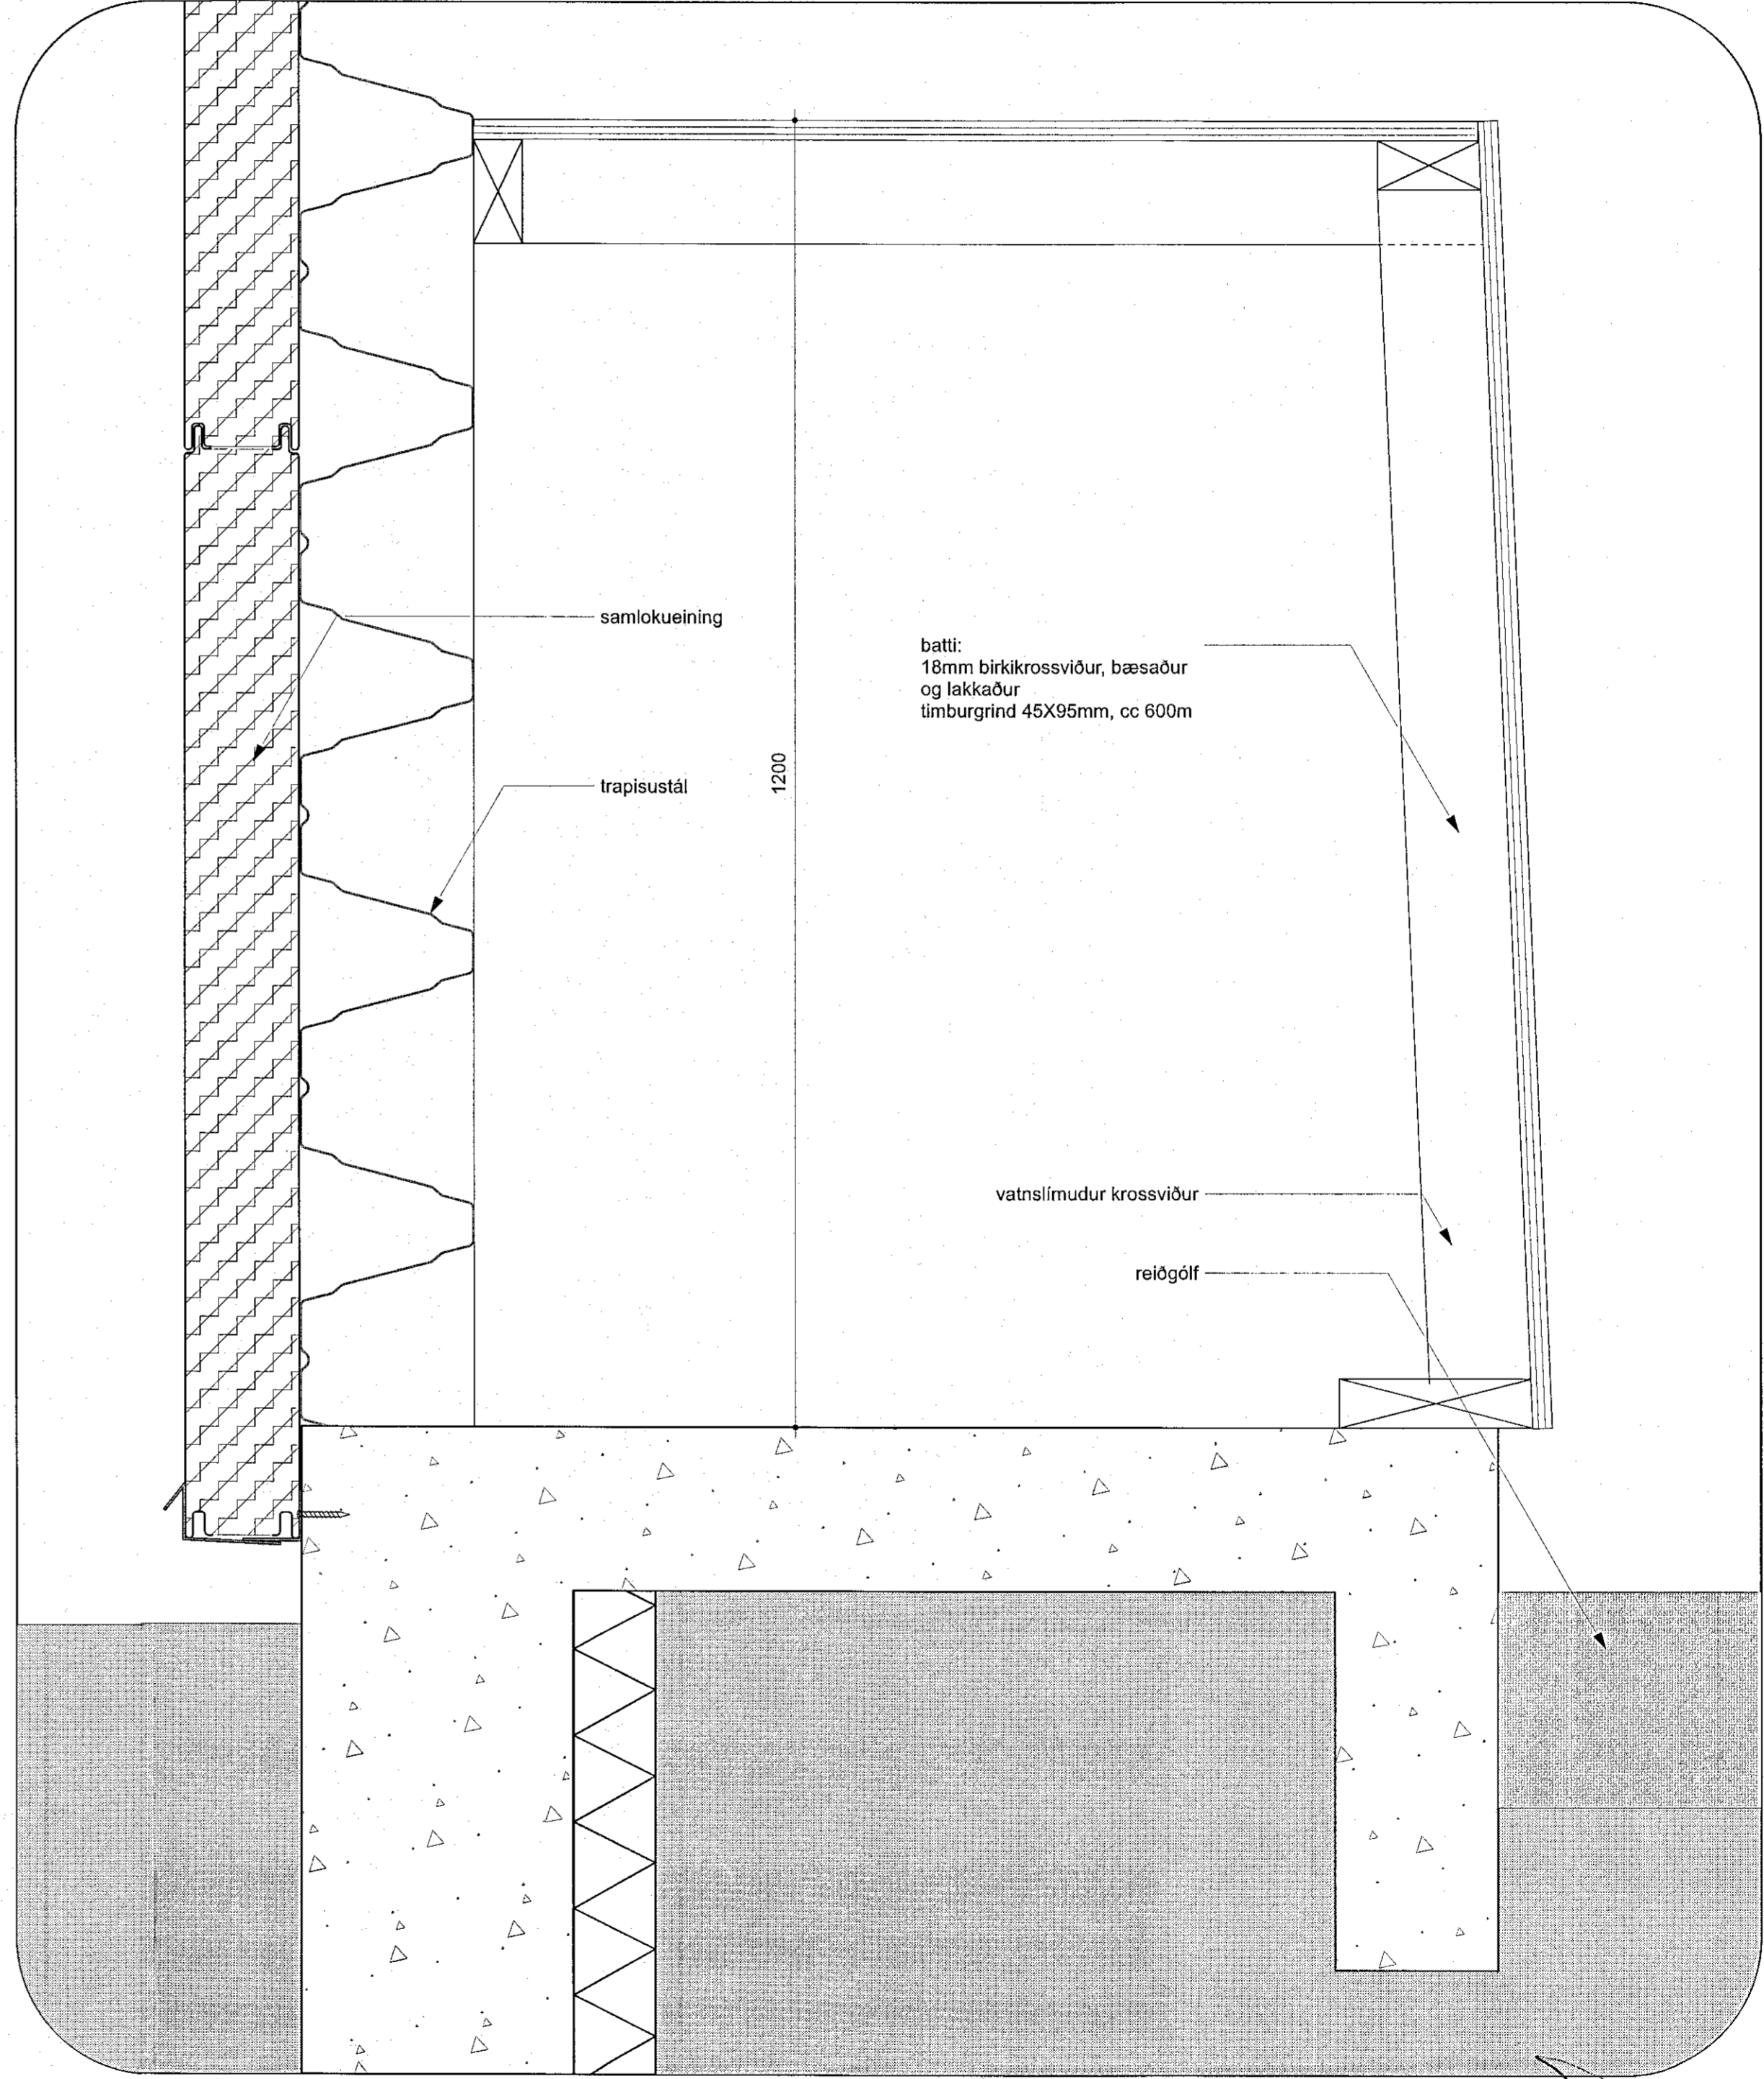 samlokueining
batti:
18mm birkikrossviður, bæsaður
og lakkaður
timburgrind 45X95mm, cc 600m
trapisustál
1200
vatnslímudur krossviður
reiðgólf